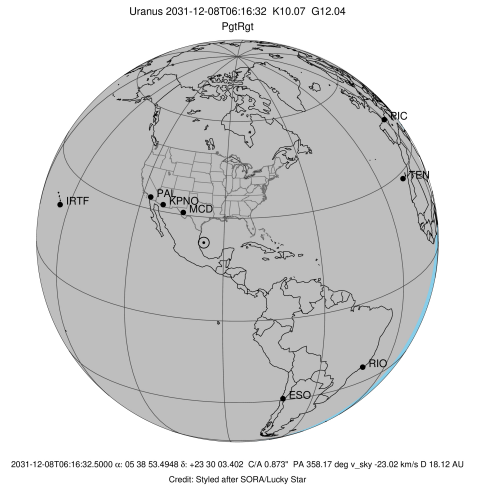 Uranus 2031-12-08T06:16:32 K10.07 G12.04
PgtRgt
RIC
TEN
PAL
KPNO
MCD
IRTF
RIO
ESO
2031-12-08T06:16:32.5000 α: 05 38 53.4948 δ: +23 30 03.402 C/A 0.873" PA 358.17 deg v_sky -23.02 km/s D 18.12 AU
Credit: Styled after SORA/Lucky Star